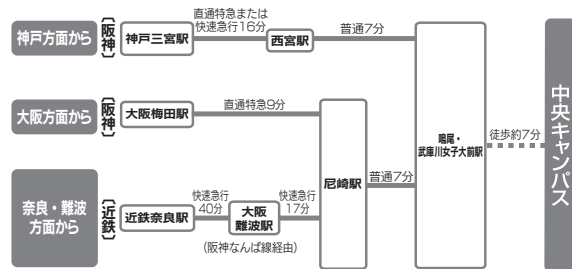 神戸方面から
〔阪神〕
神戸三宮駅
直通特急または
快速急行16分
西宮駅
普通7分
大阪方面から
〔阪神〕
大阪梅田駅
直通特急9分
奈良・難波
方面から
〔近鉄〕
近鉄奈良駅
快速急行
40分
大阪
難波駅
快速急行
17分
(阪神なんば線経由)
尼崎駅
普通7分
鳴尾・
武庫川女子大前駅
徒歩約7分
中央キャンパス